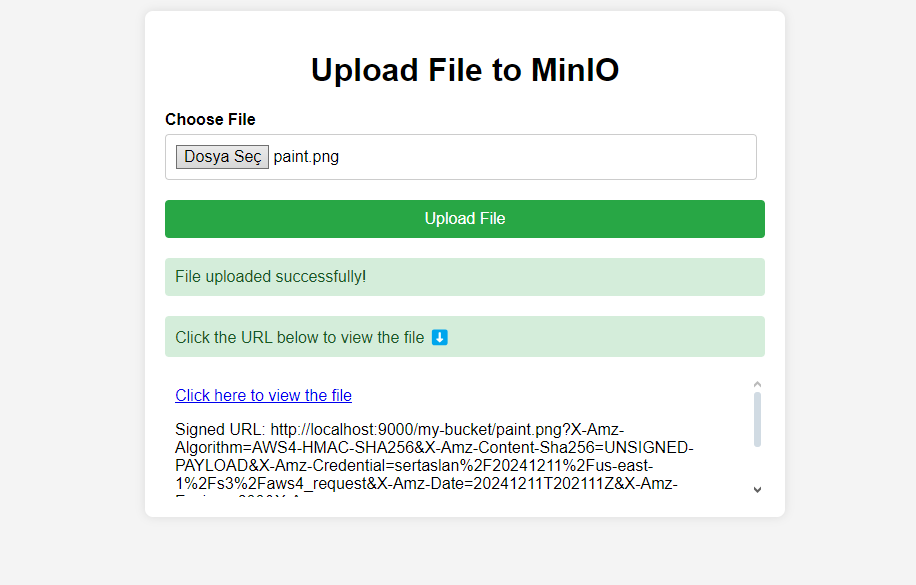 Upload File to MinIO
Choose File
Dosya Seç paint.png
Upload File
File uploaded successfully!
Click the URL below to view the file ⬇️
Click here to view the file
Signed URL: http://localhost:9000/my-bucket/paint.png?X-Amz-
Algorithm=AWS4-HMAC-SHA256&X-Amz-Content-Sha256=UNSIGNED-
PAYLOAD&X-Amz-Credential=sertaslan%2F20241211%2Fus-east-
1%2Fs3%2Faws4_request&X-Amz-Date=20241211T202111Z&X-Amz-